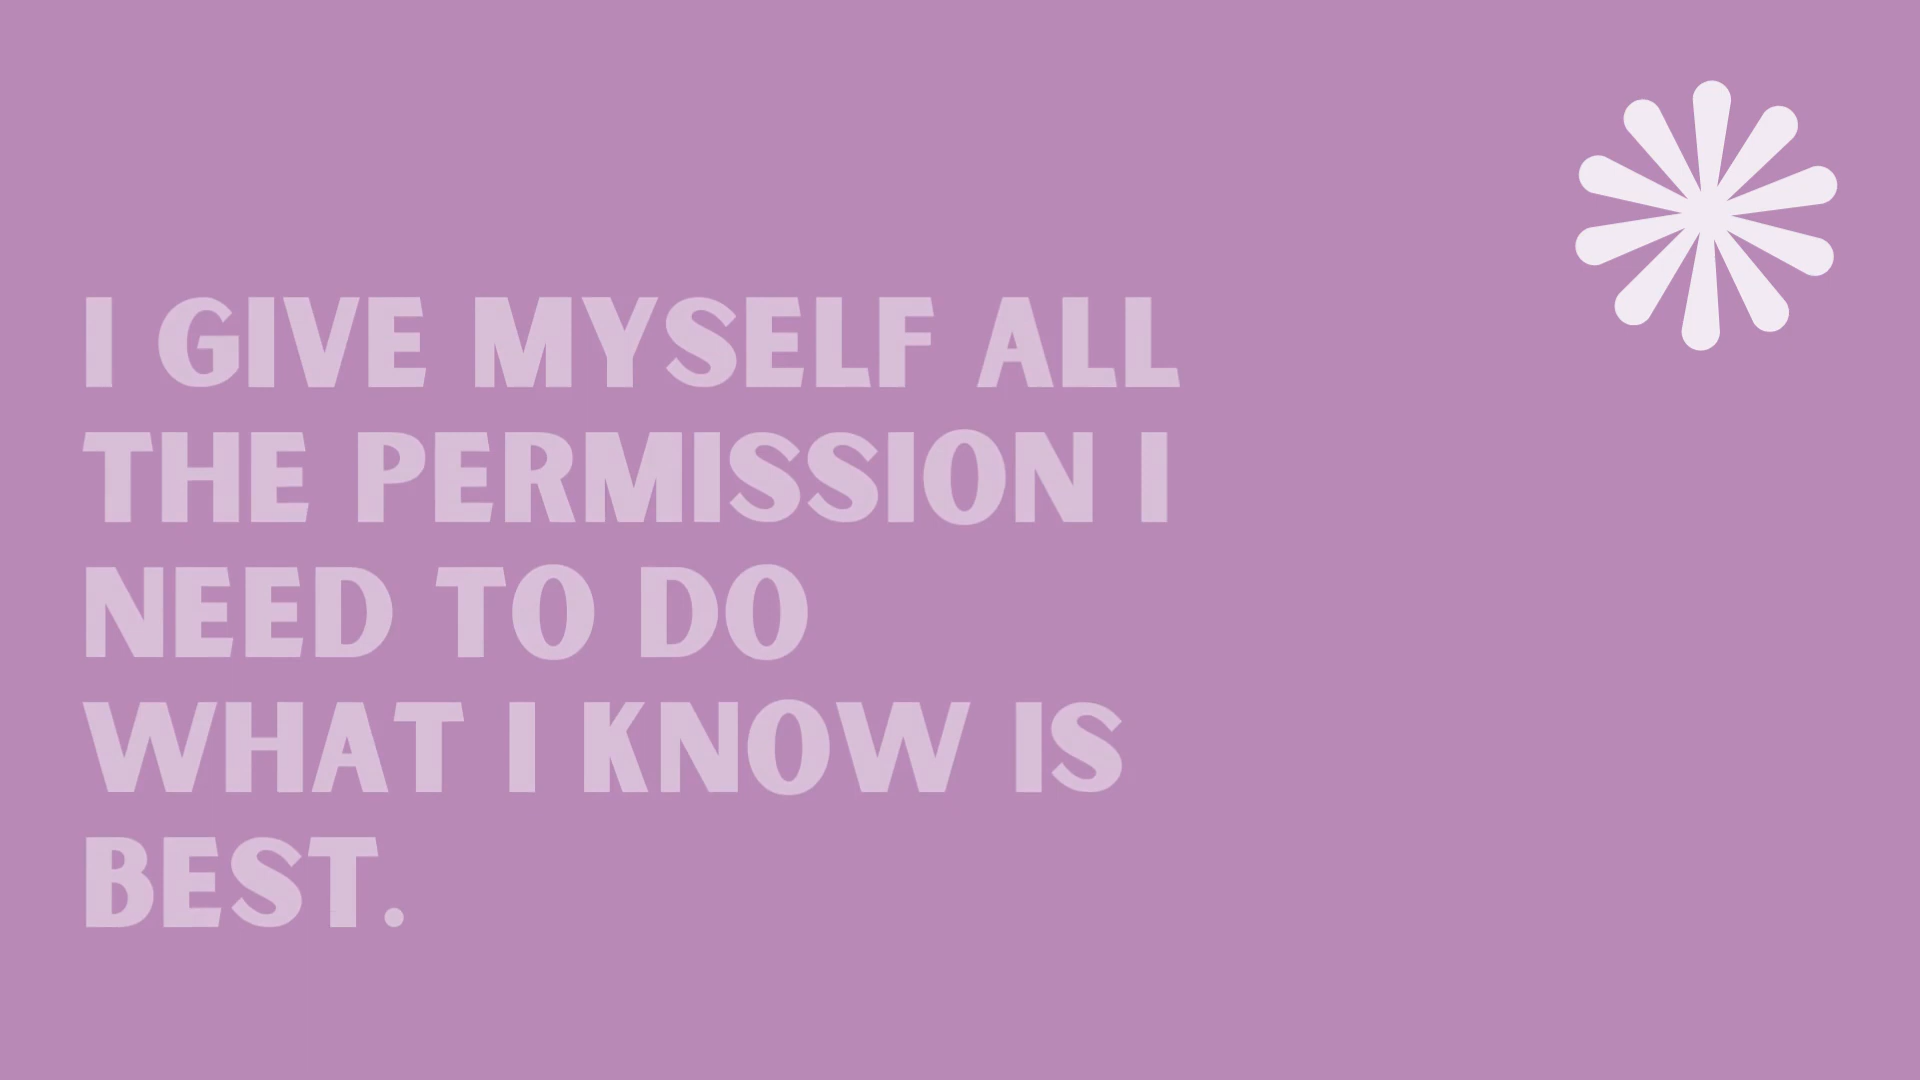 I GIVE MYSELF ALL
THE PERMISSION I
NEED TO DO
WHAT I KNOW IS
BEST.